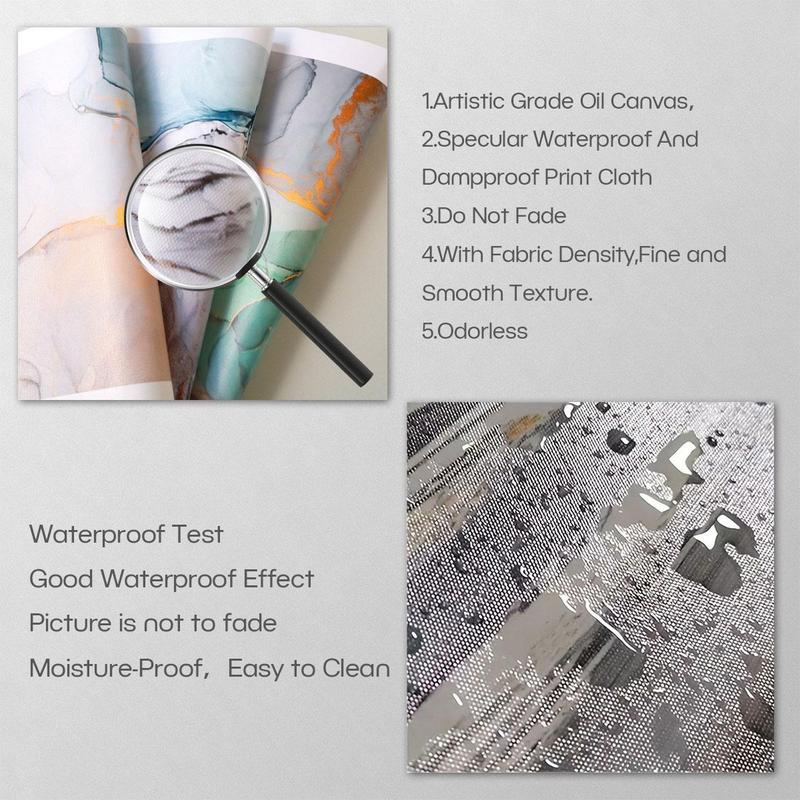 1.Artistic Grade Oil Canvas,
2.Specular Waterproof And
Dampproof Print Cloth
3.Do Not Fade
4.With Fabric Density,Fine and
Smooth Texture.
5.Odorless
Waterproof Test
Good Waterproof Effect
Picture is not to fade
Moisture-Proof, Easy to Clean